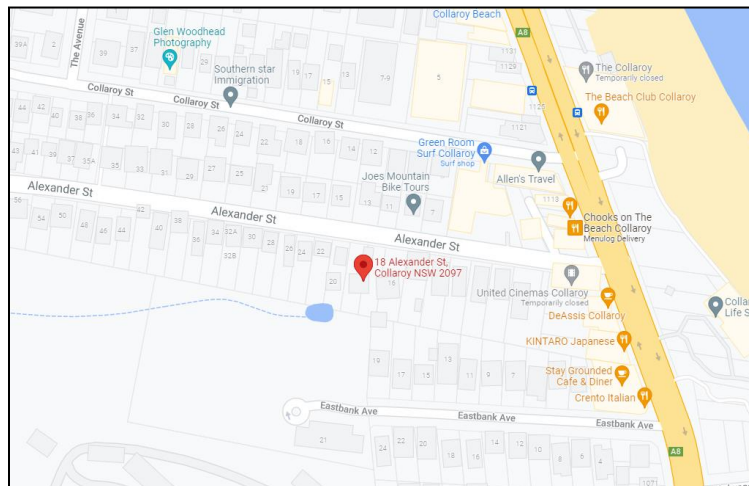 Collaroy Beach
A8
Glen Woodhead
Photography
The Avenue
39A
2
39
37
Southern star
Immigration
19
17
15
13
7-9
5
1131
1129
The Collaroy
Temporarily closed
The Beach Club Collaroy
1125
1121
Collaroy St
Collaroy St
Collaroy St
44
42
40
38
36
34
32
30
28
26
24
22
18
16
14
12
Green Room
Surf Collaroy
Surf shop
Allen's Travel
43
41
39
37
35A
35
33
31
29
27
25
21
19
17
15
13
11
7
Joes Mountain
Bike Tours
1113
Chooks on The
Beach Collaroy
Menulog Delivery
Alexander St
Alexander St
Alexander St
56
54
50
48
46
44
42
40
38
36
34
32A
32B
30
28
26
24
22
20
18 Alexander St,
Collaroy NSW 2097
16
United Cinemas Collaroy
Temporarily closed
Collar
Life S
DeAssis Collaroy
KINTARO Japanese
19
17
15
13
11
9
7
Stay Grounded
Cafe & Diner
Crento Italian
Eastbank Ave
Eastbank Ave
Eastbank Ave
21
24
22
20
18
16
14
12
10
8
6
4
A8
1071